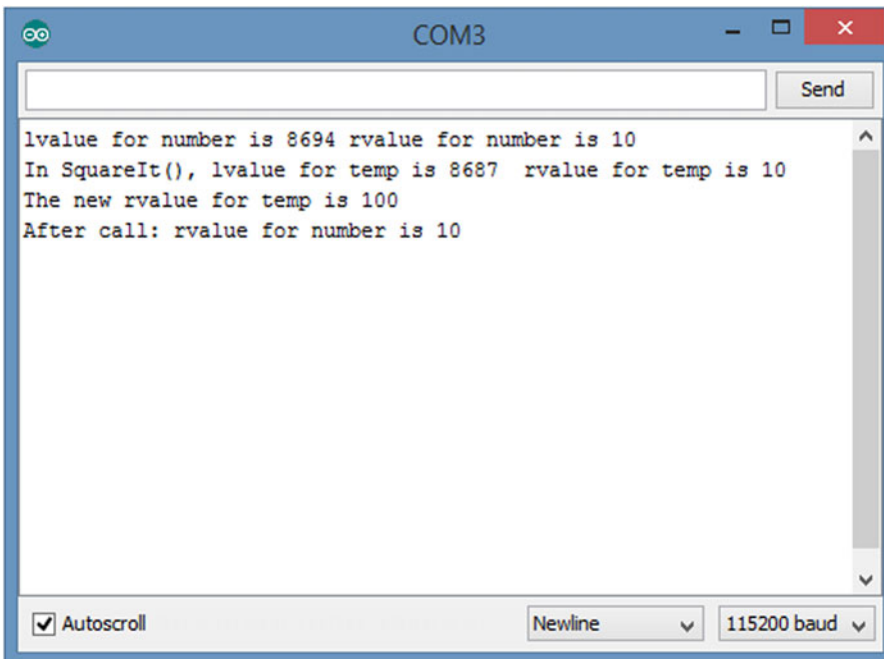 COM3
Send
lvalue for number is 8694 rvalue for number is 10
In SquareIt(), lvalue for temp is 8687  rvalue for temp is 10
The new rvalue for temp is 100
After call: rvalue for number is 10
Autoscroll
Newline
115200 baud